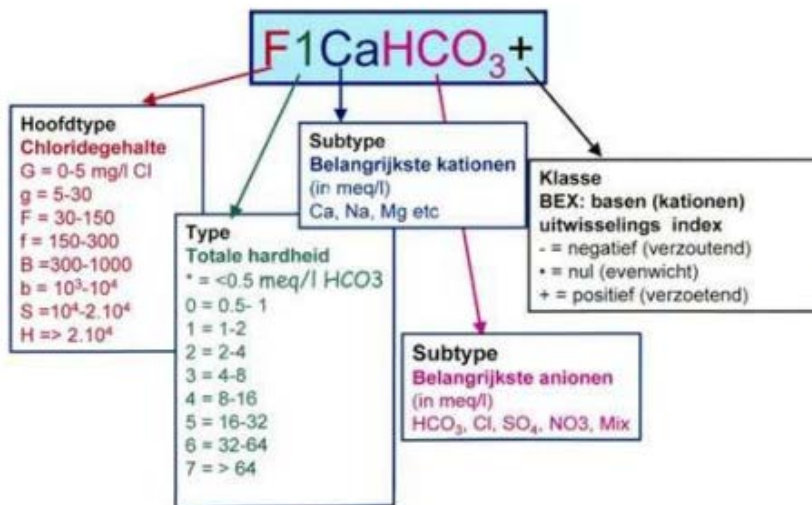 F1CaHCO₃+
Hoofdtype
Chloridegehalte
G = 0-5 mg/l Cl
g = 5-30
F = 30-150
f = 150-300
B =300-1000
b = 10³-10⁴
S =10⁴-2.10⁴
H => 2.10⁴
Type
Totale hardheid
* = <0.5 meq/l HCO3
0 = 0.5- 1
1 = 1-2
2 = 2-4
3 = 4-8
4 = 8-16
5 = 16-32
6 = 32-64
7 = > 64
Subtype
Belangrijkste kationen
(in meq/l)
Ca, Na, Mg etc
Subtype
Belangrijkste anionen
(in meq/l)
HCO₃, Cl, SO₄, NO3, Mix
Klasse
BEX: basen (kationen)
uitwisselings index
- = negatief (verzoutend)
• = nul (evenwicht)
+ = positief (verzoetend)